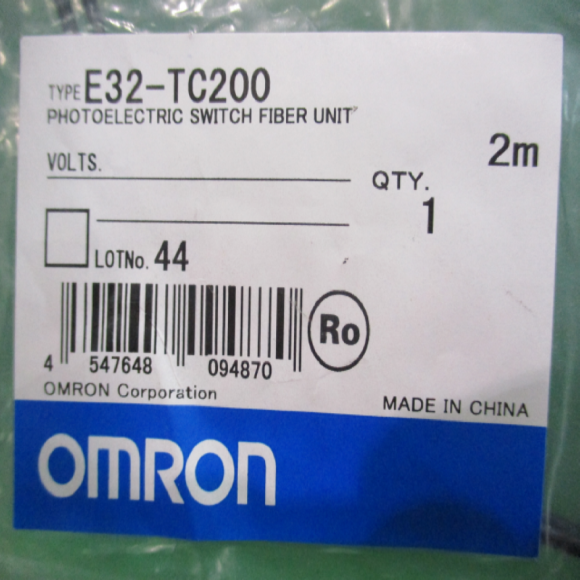 TYPE E32-TC200
PHOTOELECTRIC SWITCH FIBER UNIT
2m
VOLTS.
QTY.
1
LOTNo. 44
Ro
4 547648 094870
OMRON Corporation
MADE IN CHINA
OMRON